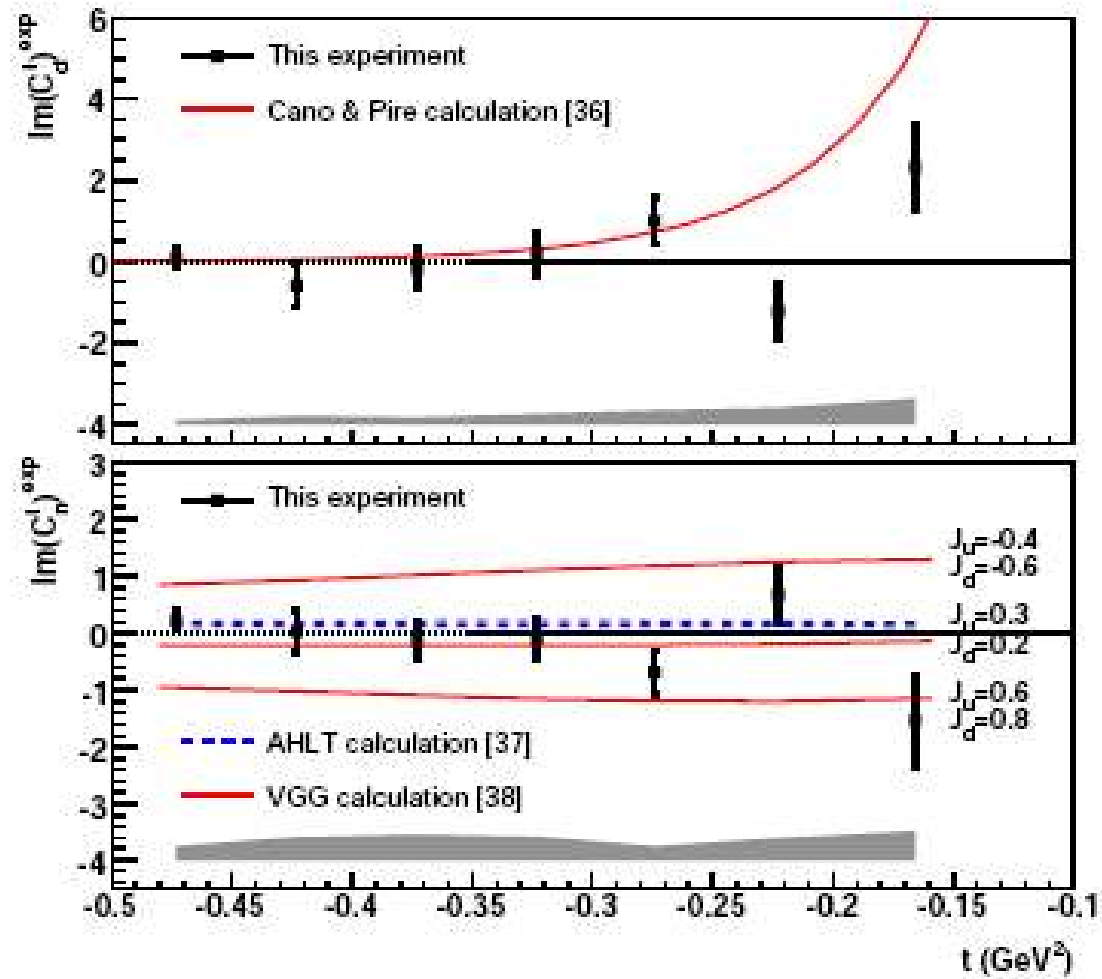 Im(C^I_d)^exp
6
4
2
0
-2
-4
This experiment
Cano & Pire calculation [36]
Im(C^I_n)^exp
3
2
1
0
-1
-2
-3
-4
This experiment
J_u=-0.4
J_d=-0.6
J_u=0.3
J_d=0.2
J_u=0.6
J_d=0.8
AHLT calculation [37]
VGG calculation [38]
-0.5 -0.45 -0.4 -0.35 -0.3 -0.25 -0.2 -0.15 -0.1
t (GeV²)